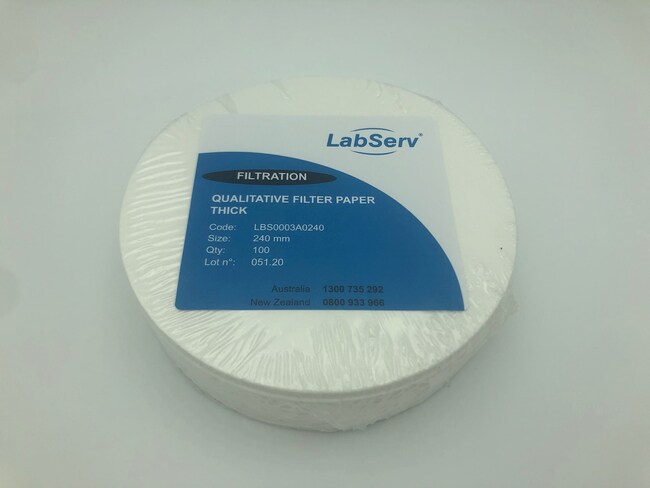 LabServ®
FILTRATION
QUALITATIVE FILTER PAPER
THICK
Code: LBS0003A0240
Size: 240 mm
Qty: 100
Lot n°: 051.20
Australia 1300 735 292
New Zealand 0800 933 966